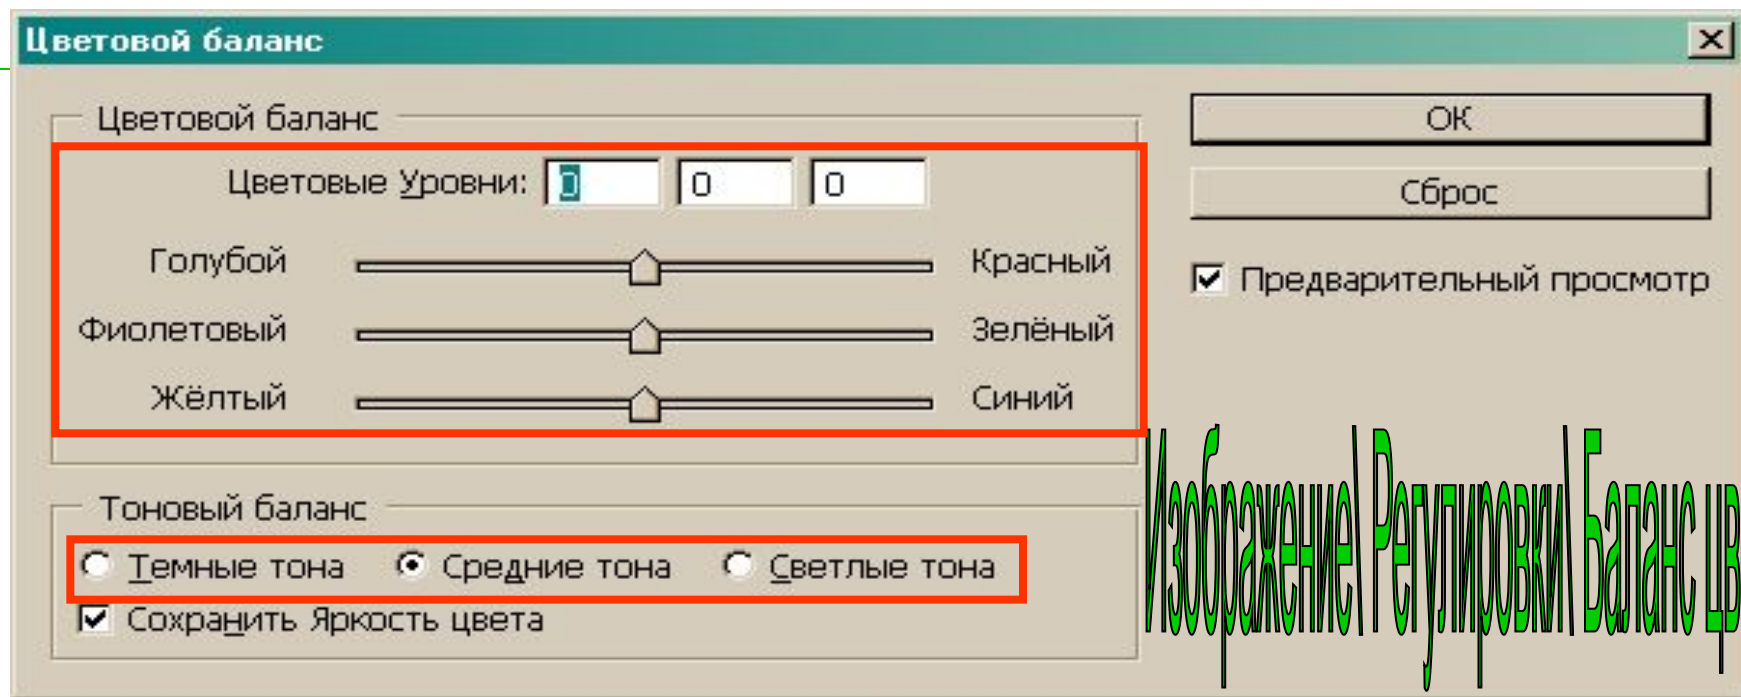 Цветовой баланс
Цветовой баланс
Цветовые Уровни: 0 0 0
Голубой Красный
Фиолетовый Зелёный
Жёлтый Синий
Тоновый баланс
Темные тона Средние тона Светлые тона
Сохранить Яркость цвета
ОК
Сброс
Предварительный просмотр
Изображение\ Регулировки\ Баланс цв